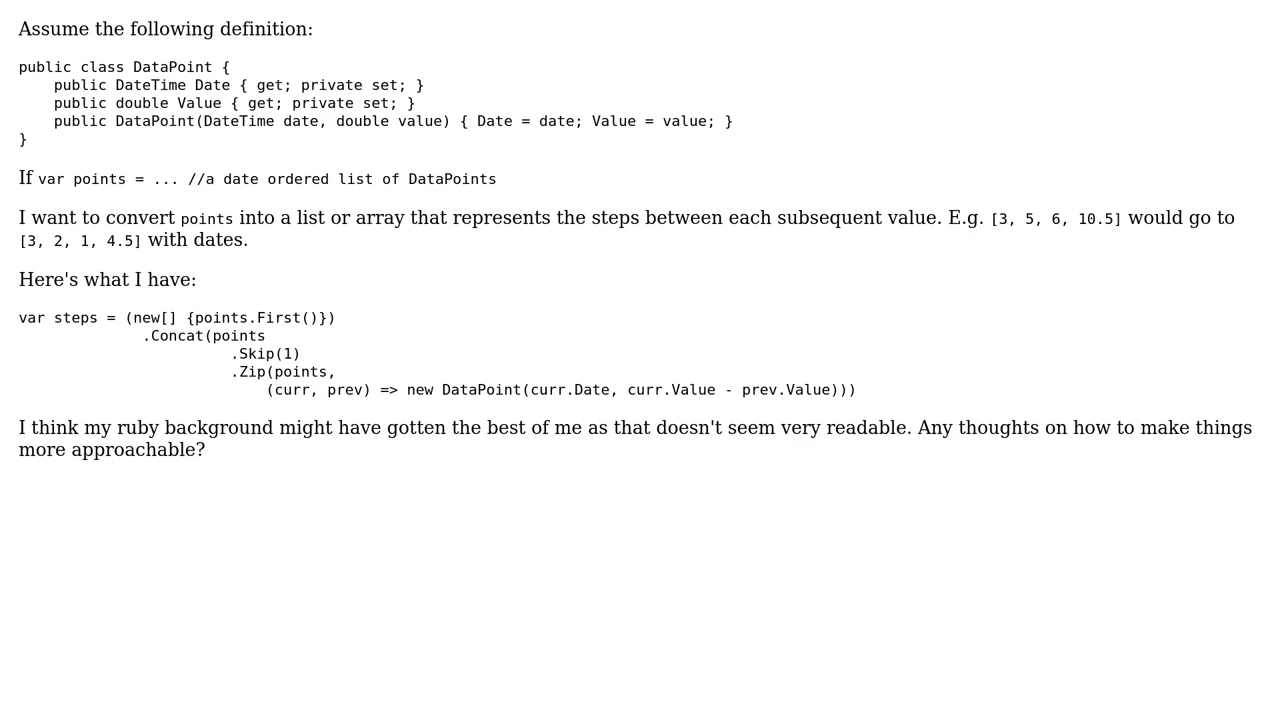 Assume the following definition:
public class DataPoint {
    public DateTime Date { get; private set; }
    public double Value { get; private set; }
    public DataPoint(DateTime date, double value) { Date = date; Value = value; }
}
If var points = ... //a date ordered list of DataPoints
I want to convert points into a list or array that represents the steps between each subsequent value. E.g. [3, 5, 6, 10.5] would go to
[3, 2, 1, 4.5] with dates.
Here's what I have:
var steps = (new[] {points.First()})
              .Concat(points
                        .Skip(1)
                        .Zip(points,
                            (curr, prev) => new DataPoint(curr.Date, curr.Value - prev.Value)))
I think my ruby background might have gotten the best of me as that doesn't seem very readable. Any thoughts on how to make things
more approachable?